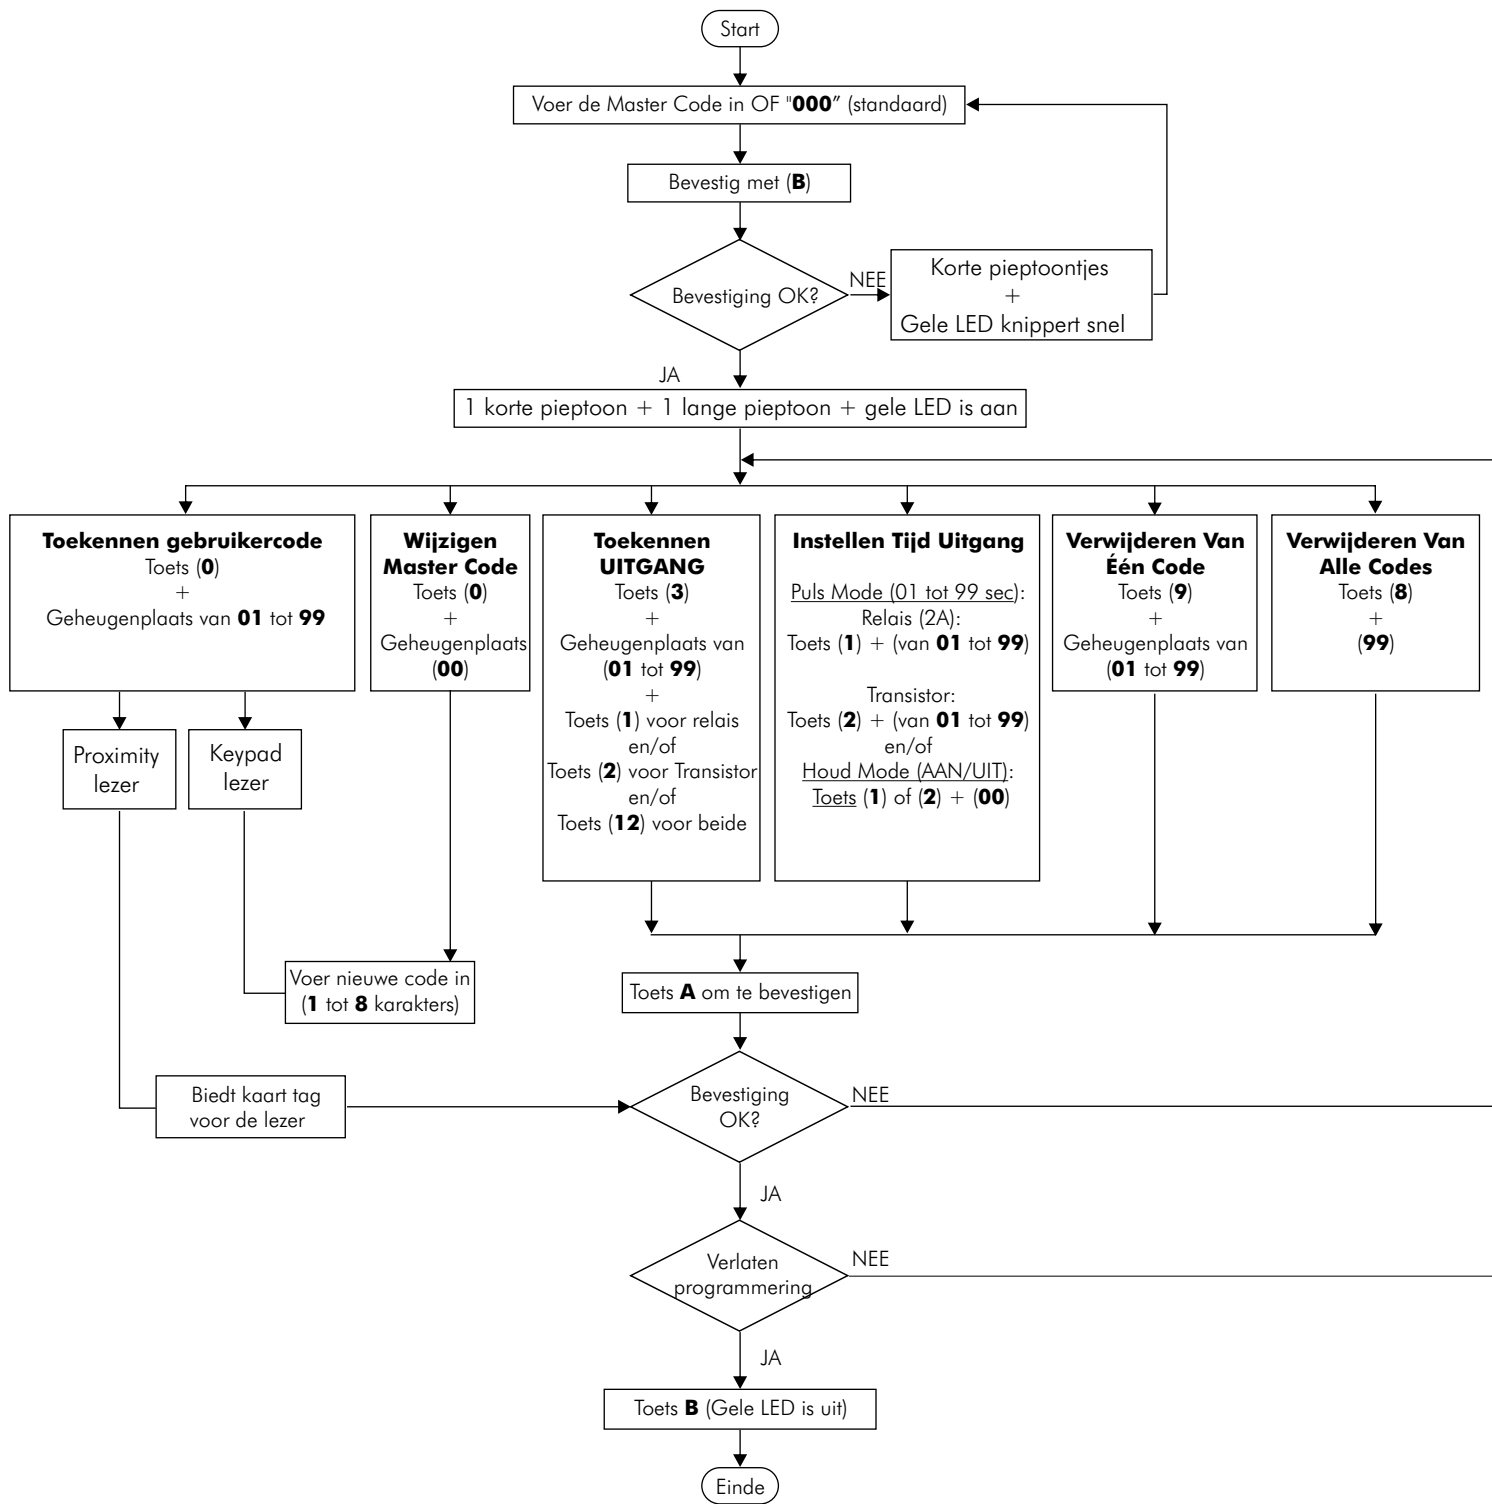 Start
Voer de Master Code in OF "000" (standaard)
Bevestig met (B)
Bevestiging OK?
NEE
Korte pieptoontjes
+
Gele LED knippert snel
JA
1 korte pieptoon + 1 lange pieptoon + gele LED is aan
Toekennen gebruikercode
Toets (0)
+
Geheugenplaats van 01 tot 99
Wijzigen
Master Code
Toets (0)
+
Geheugenplaats
(00)
Toekennen
UITGANG
Toets (3)
+
Geheugenplaats van
(01 tot 99)
+
Toets (1) voor relais
en/of
Toets (2) voor Transistor
en/of
Toets (12) voor beide
Instellen Tijd Uitgang
Puls Mode (01 tot 99 sec):
Relais (2A):
Toets (1) + (van 01 tot 99)
Transistor:
Toets (2) + (van 01 tot 99)
en/of
Houd Mode (AAN/UIT):
Toets (1) of (2) + (00)
Verwijderen Van
Één Code
Toets (9)
+
Geheugenplaats van
(01 tot 99)
Verwijderen Van
Alle Codes
Toets (8)
+
(99)
Proximity
lezer
Keypad
lezer
Voer nieuwe code in
(1 tot 8 karakters)
Toets A om te bevestigen
Biedt kaart tag
voor de lezer
Bevestiging
OK?
NEE
JA
Verlaten
programmering
NEE
JA
Toets B (Gele LED is uit)
Einde